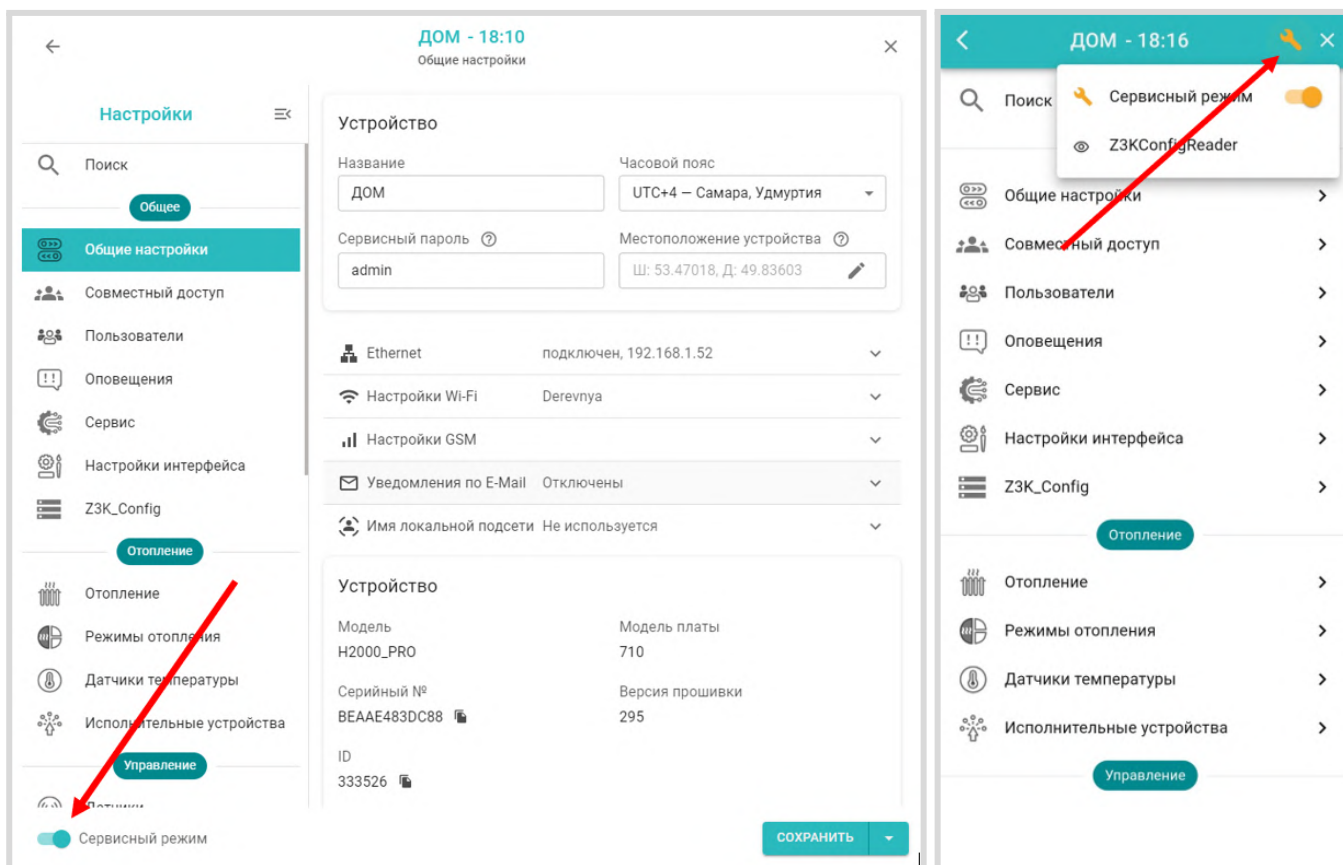 ДОМ - 18:10
Общие настройки
Настройки
Поиск
Общее
Общие настройки
Совместный доступ
Пользователи
Оповещения
Сервис
Настройки интерфейса
Z3K_Config
Отопление
Отопление
Режимы отопления
Датчики температуры
Исполнительные устройства
Управление
Датчики
Сервисный режим
Устройство
Название
Часовой пояс
ДОМ
UTC+4 — Самара, Удмуртия
Сервисный пароль
Местоположение устройства
admin
Ш: 53.47018, Д: 49.83603
Ethernet подключен, 192.168.1.52
Настройки Wi-Fi Derevnya
Настройки GSM
Уведомления по E-Mail Отключены
Имя локальной подсети Не используется
Устройство
Модель
Модель платы
H2000_PRO
710
Серийный №
Версия прошивки
BEAAE483DC88
295
ID
333526
СОХРАНИТЬ
ДОМ - 18:16
Поиск
Сервисный режим
Z3KConfigReader
Общие настройки
Совместный доступ
Пользователи
Оповещения
Сервис
Настройки интерфейса
Z3K_Config
Отопление
Отопление
Режимы отопления
Датчики температуры
Исполнительные устройства
Управление